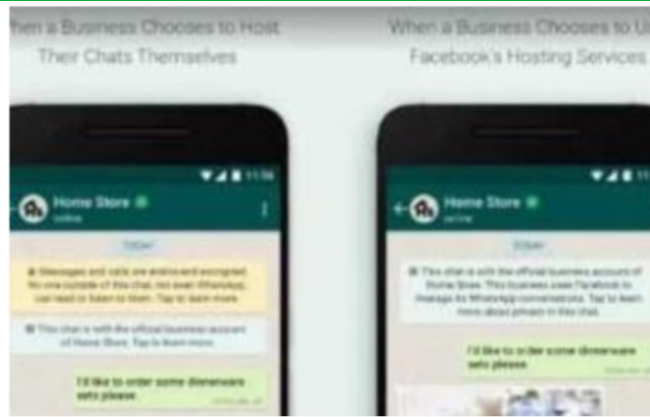 hen a Business Chooses to Host
Their Chats Themselves
When a Business Chooses to U
Facebook's Hosting Services
11:56
Home Store
online
TODAY
Messages and calls are end-to-end encrypted.
No one outside of this chat, not even WhatsApp,
can read or listen to them. Tap to learn more.
This chat is with the official business account
of Home Store. Tap to learn more.
I'd like to order some dinnerware
sets please
11
Home Store
online
TODAY
This chat is with the official business account of
Home Store. This business uses Facebook to
manage its WhatsApp conversations. Tap to learn
more about privacy in this chat.
I'd like to order some dinnerware
sets please